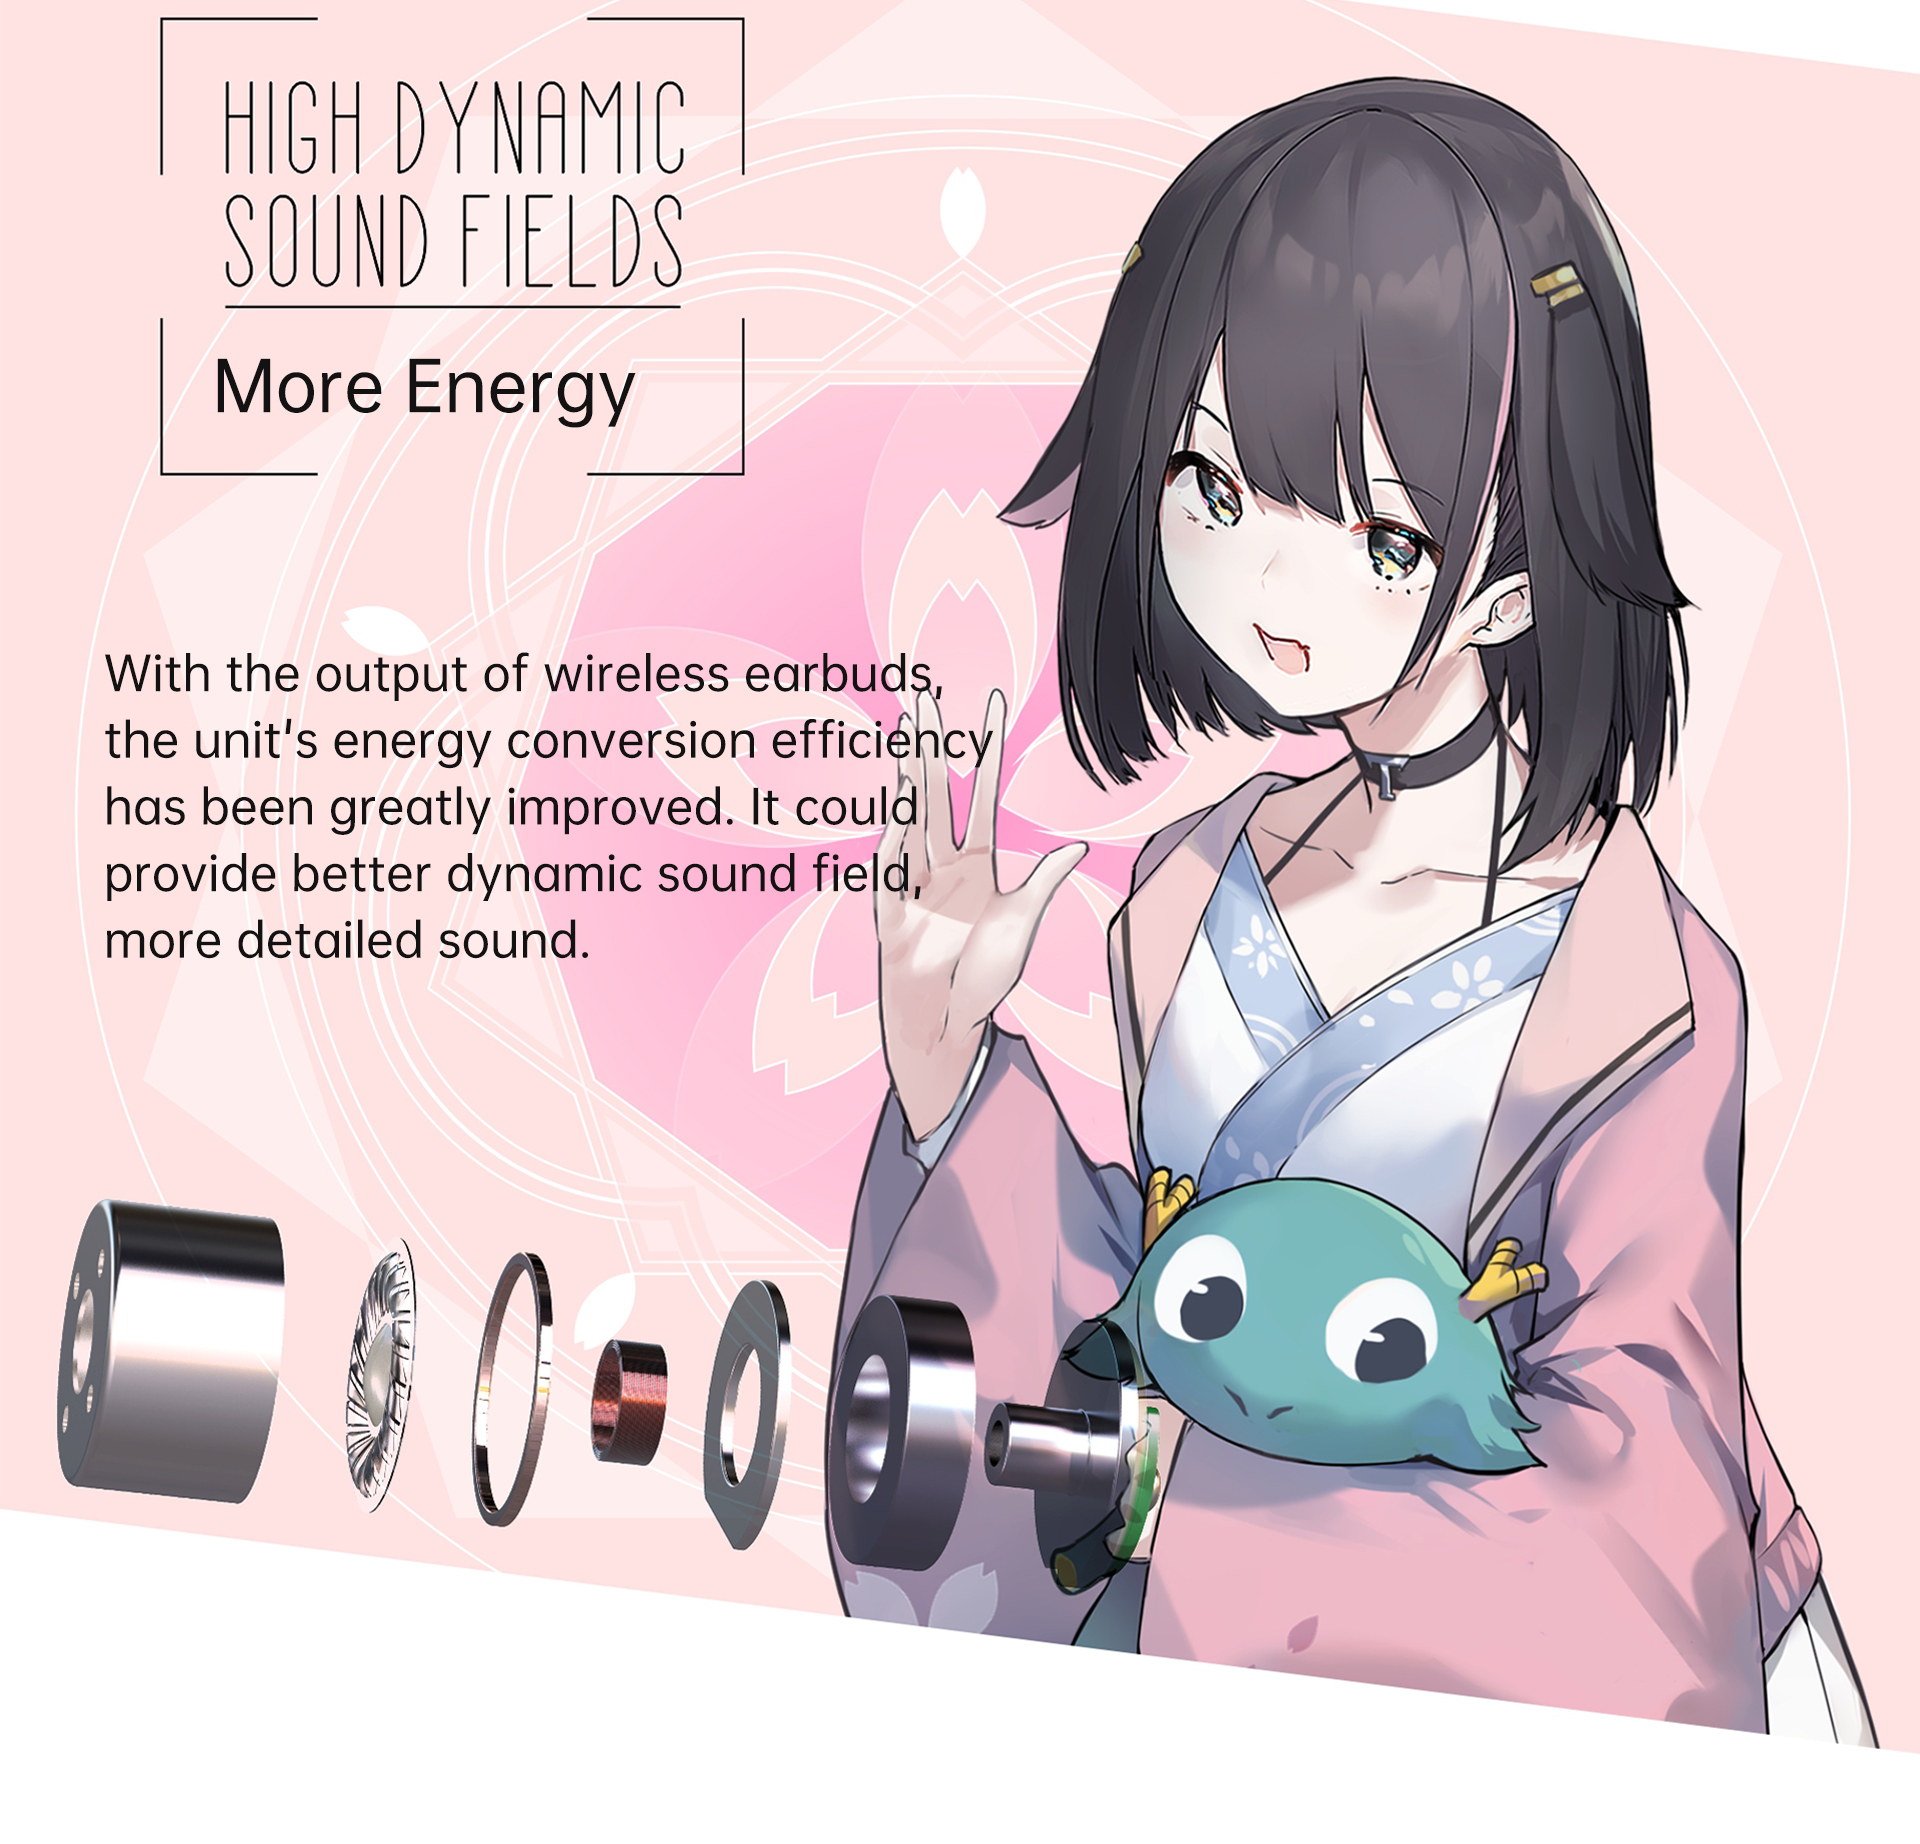 HIGH DYNAMIC
SOUND FIELDS
More Energy
With the output of wireless earbuds,
the unit's energy conversion efficiency
has been greatly improved. It could
provide better dynamic sound field,
more detailed sound.